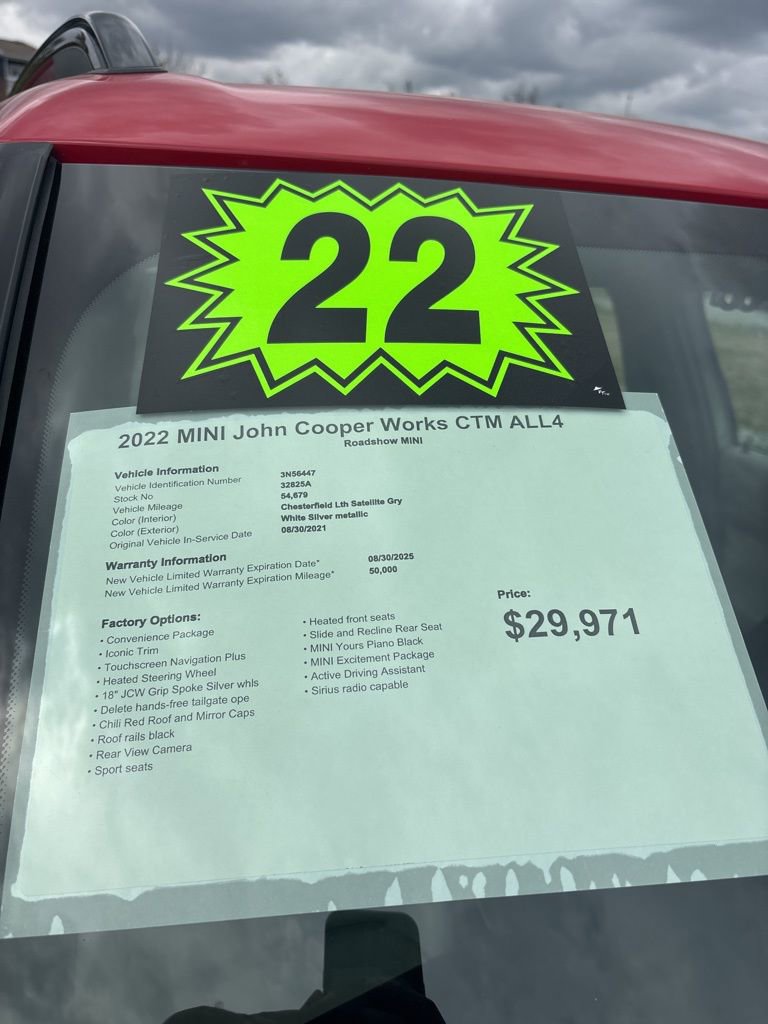 22
2022 MINI John Cooper Works CTM ALL4
Roadshow MINI
Vehicle Information
Vehicle Identification Number 3N56447
Stock No 32825A
Vehicle Mileage 54,679
Color (Interior) Chesterfield Lth Satellite Gry
Color (Exterior) White Silver metallic
Original Vehicle In-Service Date 08/30/2021
Warranty Information
New Vehicle Limited Warranty Expiration Date* 08/30/2025
New Vehicle Limited Warranty Expiration Mileage* 50,000
Factory Options:
• Convenience Package
• Iconic Trim
• Touchscreen Navigation Plus
• Heated Steering Wheel
• 18" JCW Grip Spoke Silver whls
• Delete hands-free tailgate ope
• Chili Red Roof and Mirror Caps
• Roof rails black
• Rear View Camera
• Sport seats
• Heated front seats
• Slide and Recline Rear Seat
• MINI Yours Piano Black
• MINI Excitement Package
• Active Driving Assistant
• Sirius radio capable
Price:
$29,971